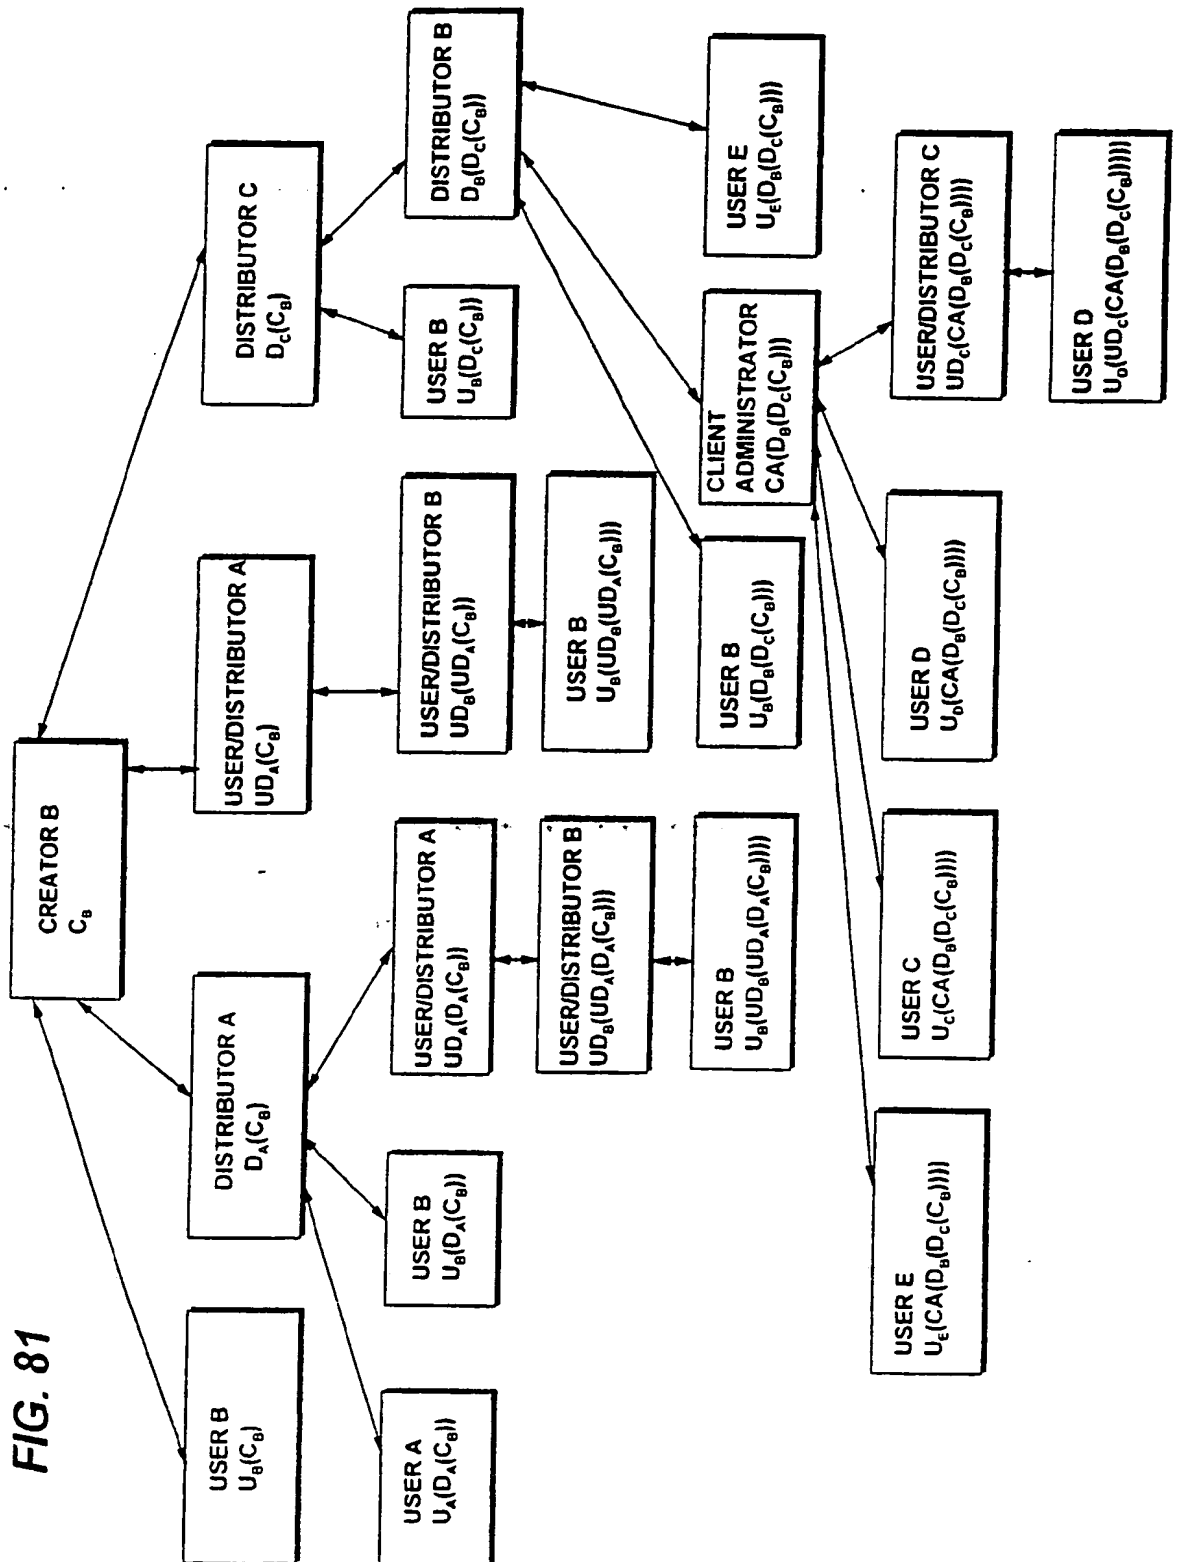 FIG. 81
CREATOR B
C_B
USER B
U_B(C_B)
DISTRIBUTOR A
D_A(C_B)
USER/DISTRIBUTOR A
UD_A(C_B)
DISTRIBUTOR C
D_C(C_B)
USER A
U_A(D_A(C_B))
USER B
U_B(D_A(C_B))
USER/DISTRIBUTOR A
UD_A(D_A(C_B))
USER/DISTRIBUTOR B
UD_B(UD_A(C_B))
USER B
U_B(D_C(C_B))
DISTRIBUTOR B
D_B(D_C(C_B))
USER/DISTRIBUTOR B
UD_B(UD_A(D_A(C_B)))
USER B
U_B(UD_B(UD_A(C_B)))
USER B
U_B(UD_B(UD_A(D_A(C_B))))
USER B
U_B(D_B(D_C(C_B)))
CLIENT
ADMINISTRATOR
CA(D_B(D_C(C_B)))
USER E
U_E(D_B(D_C(C_B)))
USER E
U_E(CA(D_B(D_C(C_B))))
USER C
U_C(CA(D_B(D_C(C_B))))
USER D
U_D(CA(D_B(D_C(C_B))))
USER/DISTRIBUTOR C
UD_C(CA(D_B(D_C(C_B))))
USER D
U_D(UD_C(CA(D_B(D_C(C_B)))))